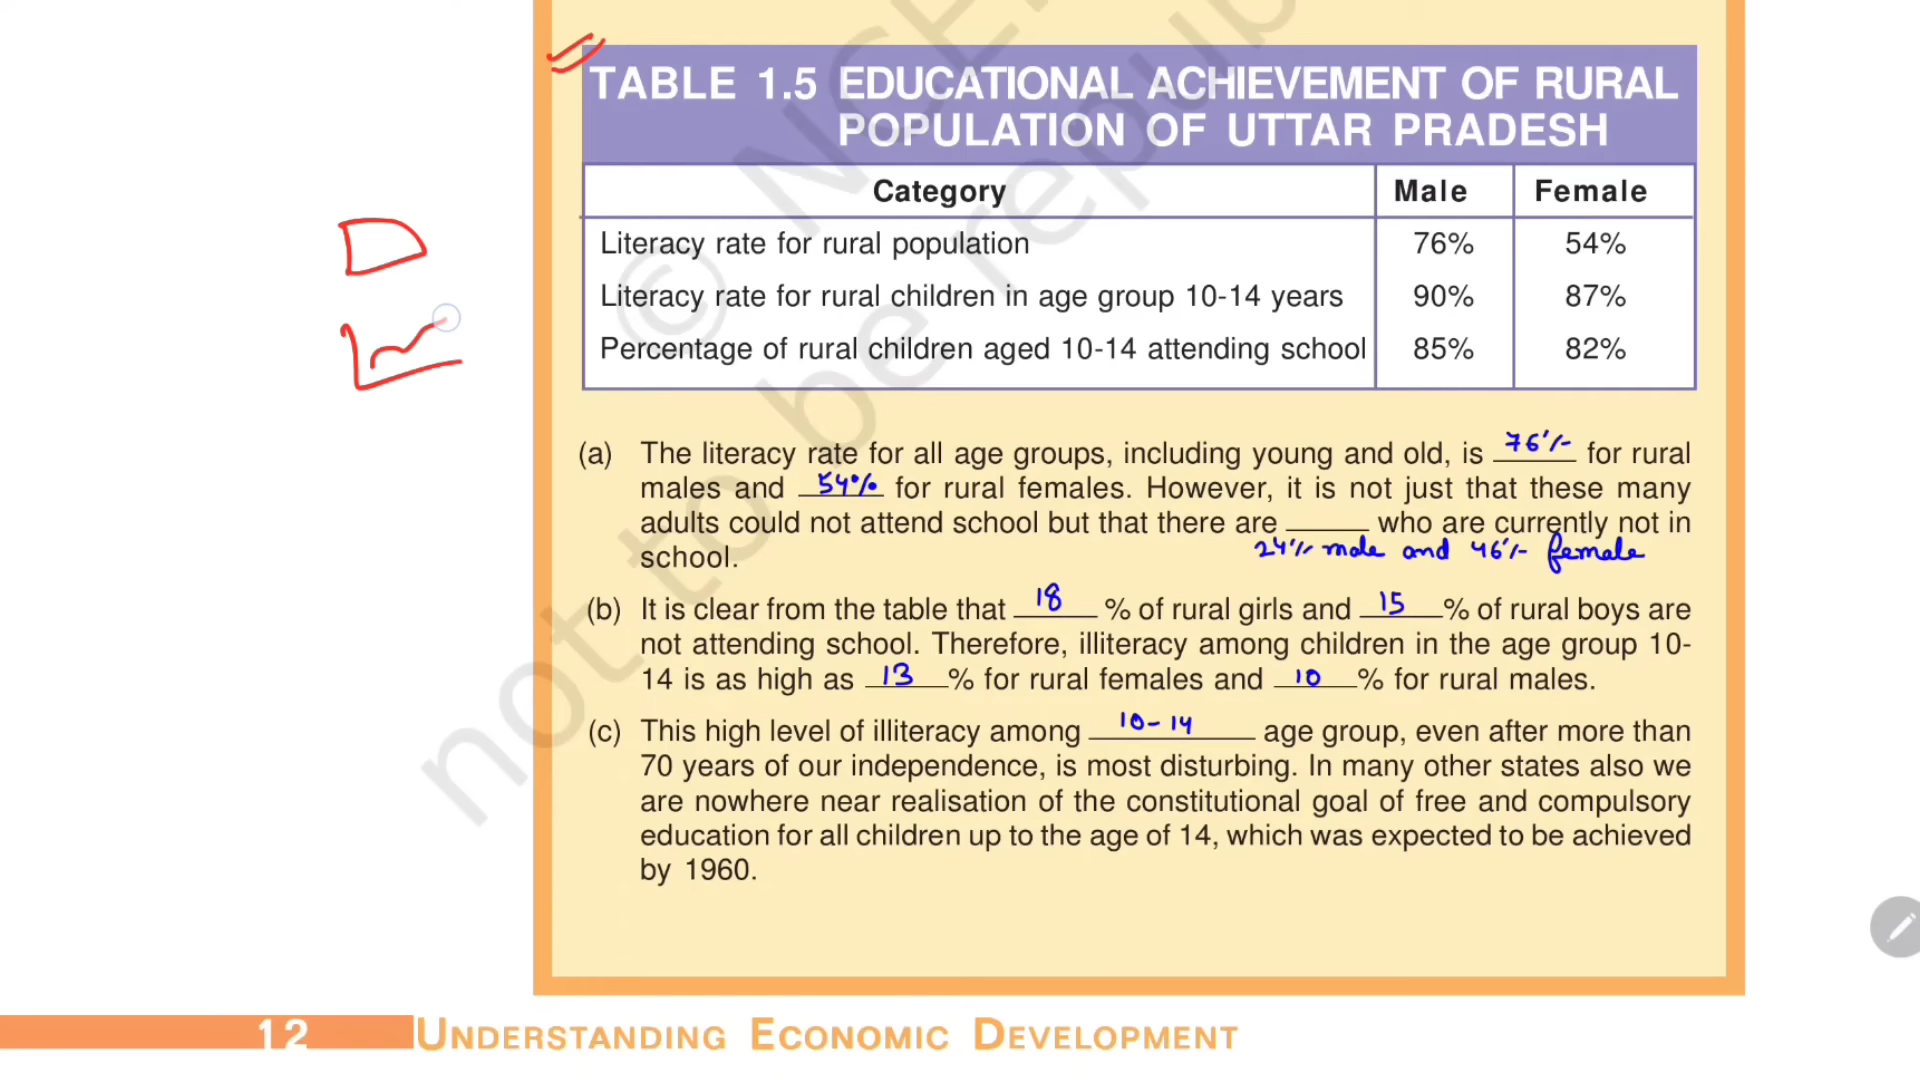 TABLE 1.5 EDUCATIONAL ACHIEVEMENT OF RURAL
POPULATION OF UTTAR PRADESH
Category Male Female
Literacy rate for rural population 76% 54%
Literacy rate for rural children in age group 10-14 years 90% 87%
Percentage of rural children aged 10-14 attending school 85% 82%
(a) The literacy rate for all age groups, including young and old, is 76% for rural
males and 54% for rural females. However, it is not just that these many
adults could not attend school but that there are ______ who are currently not in
24% male and 46% female
school.
(b) It is clear from the table that 18 % of rural girls and 15 % of rural boys are
not attending school. Therefore, illiteracy among children in the age group 10-
14 is as high as 13 % for rural females and 10 % for rural males.
(c) This high level of illiteracy among 10-14 age group, even after more than
70 years of our independence, is most disturbing. In many other states also we
are nowhere near realisation of the constitutional goal of free and compulsory
education for all children up to the age of 14, which was expected to be achieved
by 1960.
not to be repub
© NCE
12 UNDERSTANDING ECONOMIC DEVELOPMENT